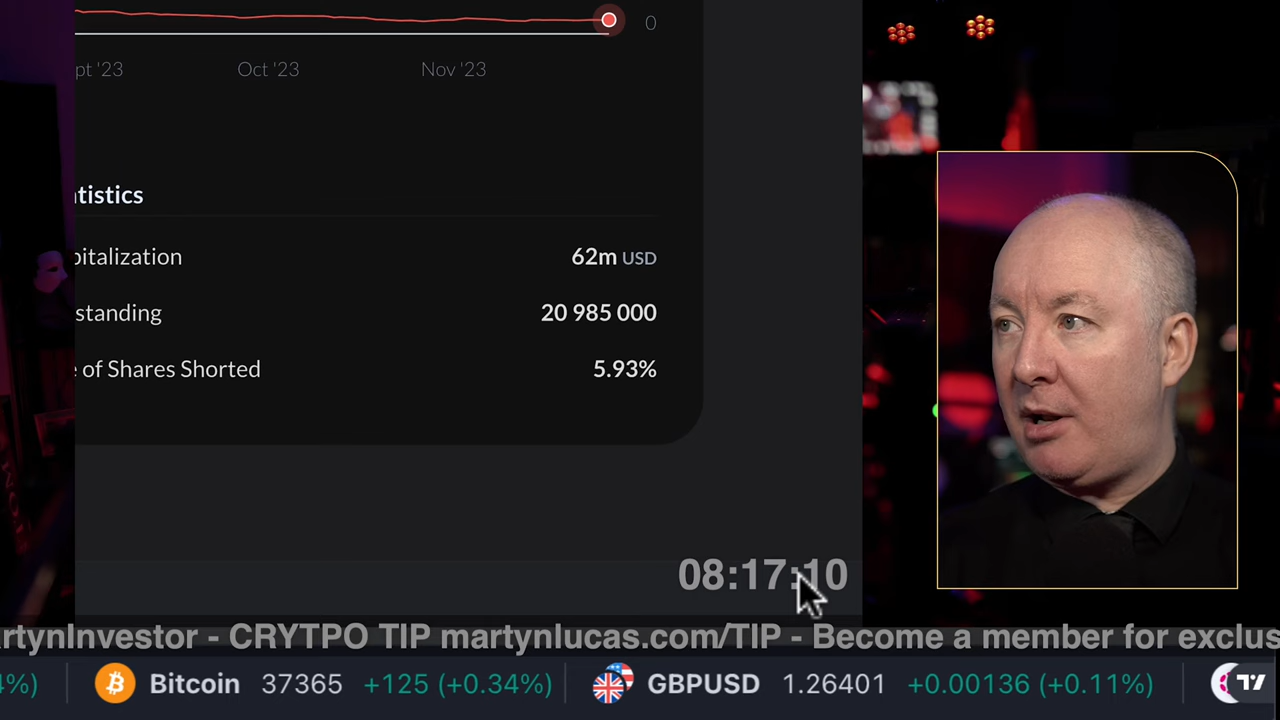 0
pt '23 Oct '23 Nov '23
tistics
pitalization 62m USD
standing 20 985 000
of Shares Shorted 5.93%
08:17:10
rtynInvestor - CRYTPO TIP martynlucas.com/TIP - Become a member for exclus
4%) Bitcoin 37365 +125 (+0.34%) GBPUSD 1.26401 +0.00136 (+0.11%)